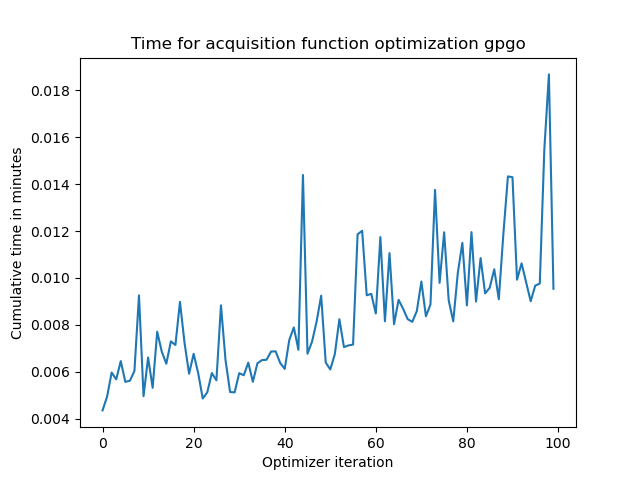 Time for acquisition function optimization gpgo
0.018
0.016
0.014
0.012
0.010
0.008
0.006
0.004
Cumulative time in minutes
0 20 40 60 80 100
Optimizer iteration